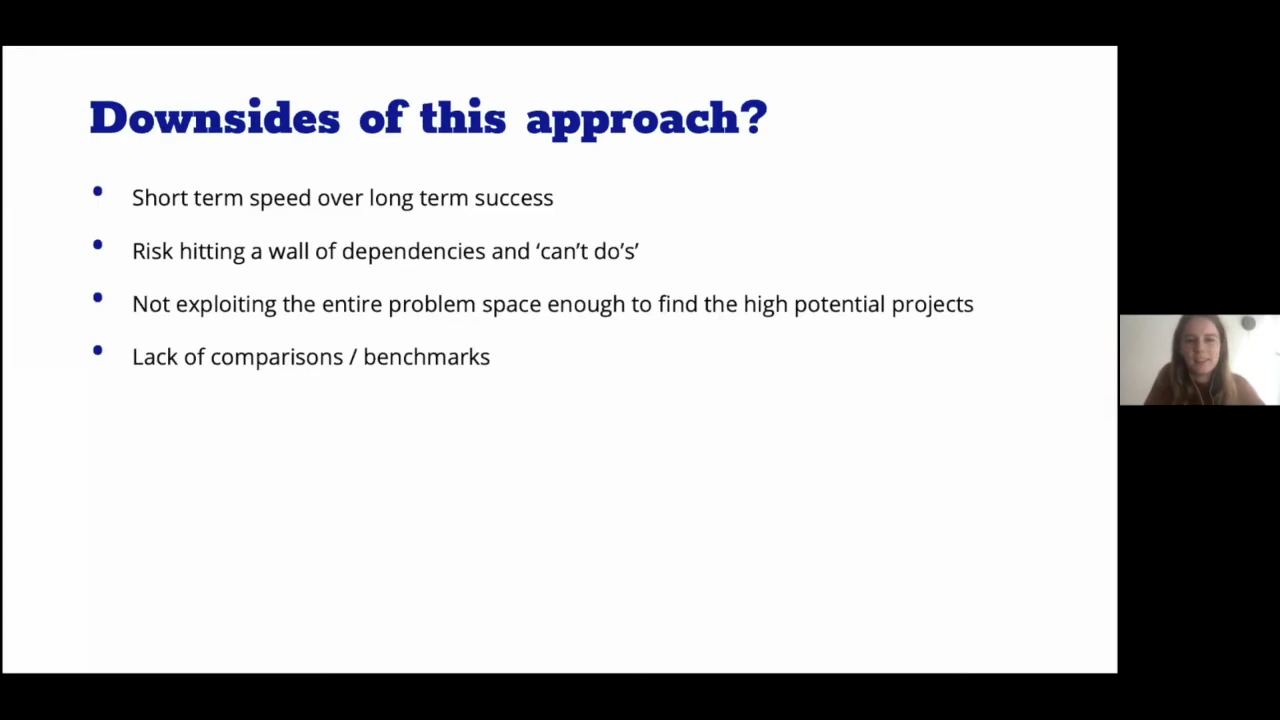 Downsides of this approach?
• Short term speed over long term success
• Risk hitting a wall of dependencies and ‘can’t do’s’
• Not exploiting the entire problem space enough to find the high potential projects
• Lack of comparisons / benchmarks